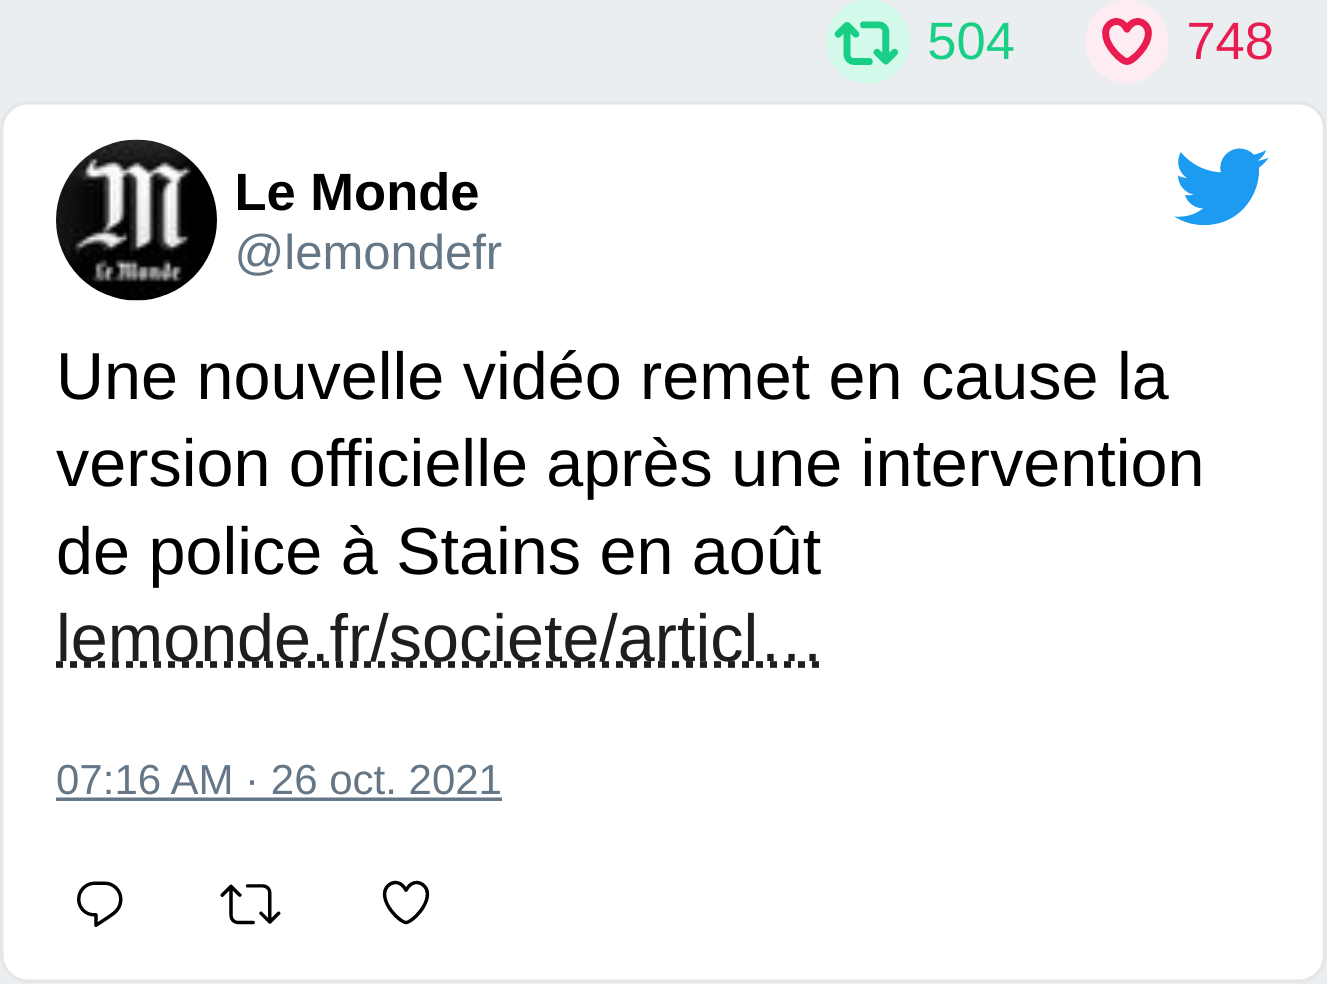 504 748
Le Monde
Le Monde
@lemondefr
Une nouvelle vidéo remet en cause la
version officielle après une intervention
de police à Stains en août
lemonde.fr/societe/articl…
07:16 AM · 26 oct. 2021